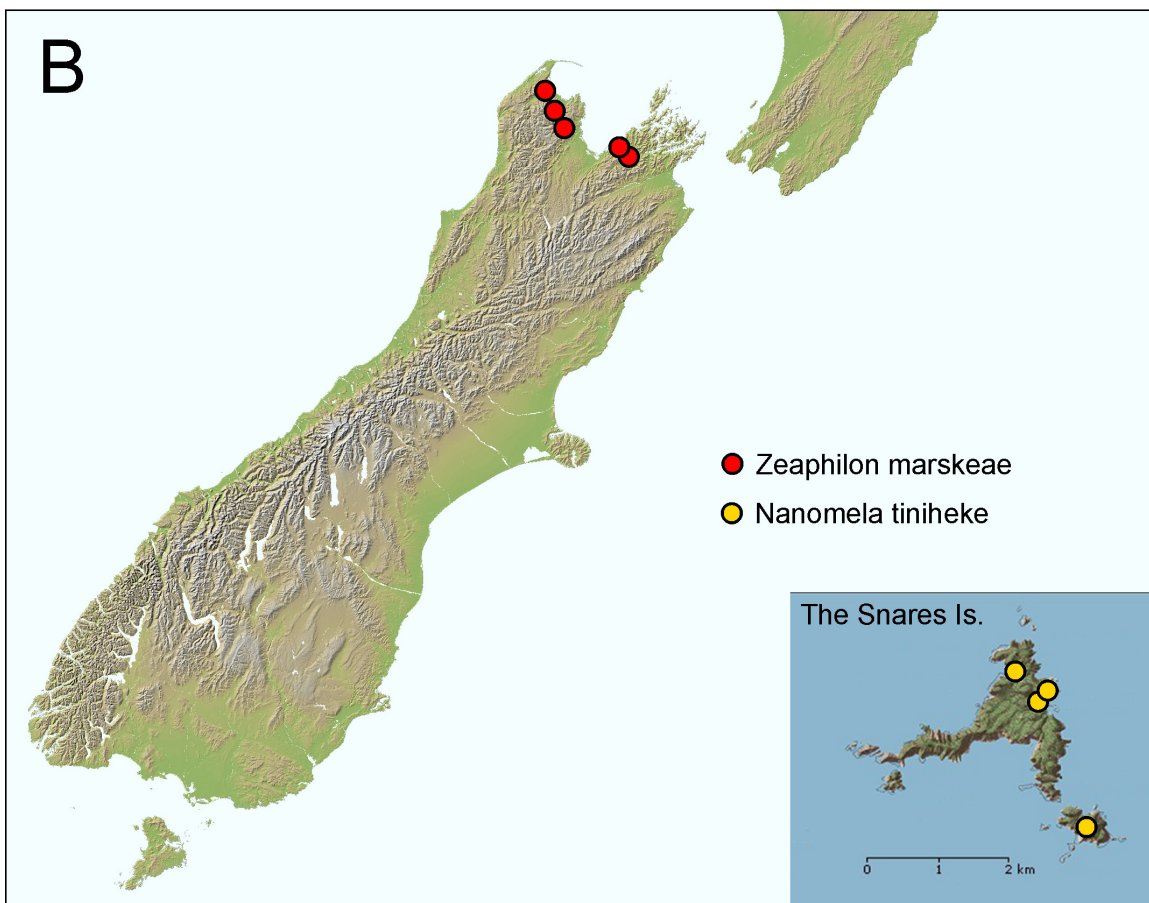 B
Zeaphilon marskeae
Nanomela tiniheke
The Snares Is.
0 1 2 km